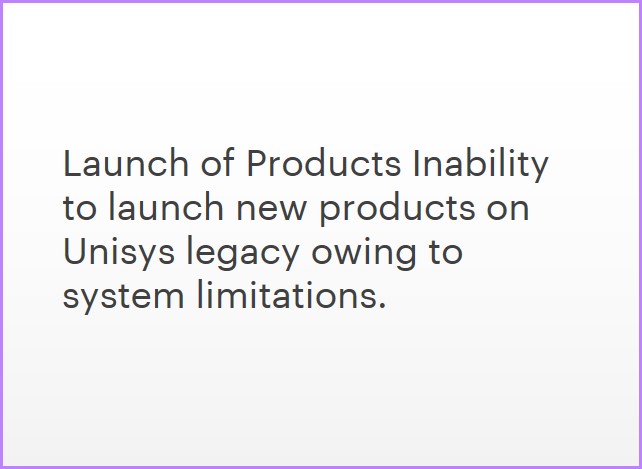 Launch of Products Inability
to launch new products on
Unisys legacy owing to
system limitations.